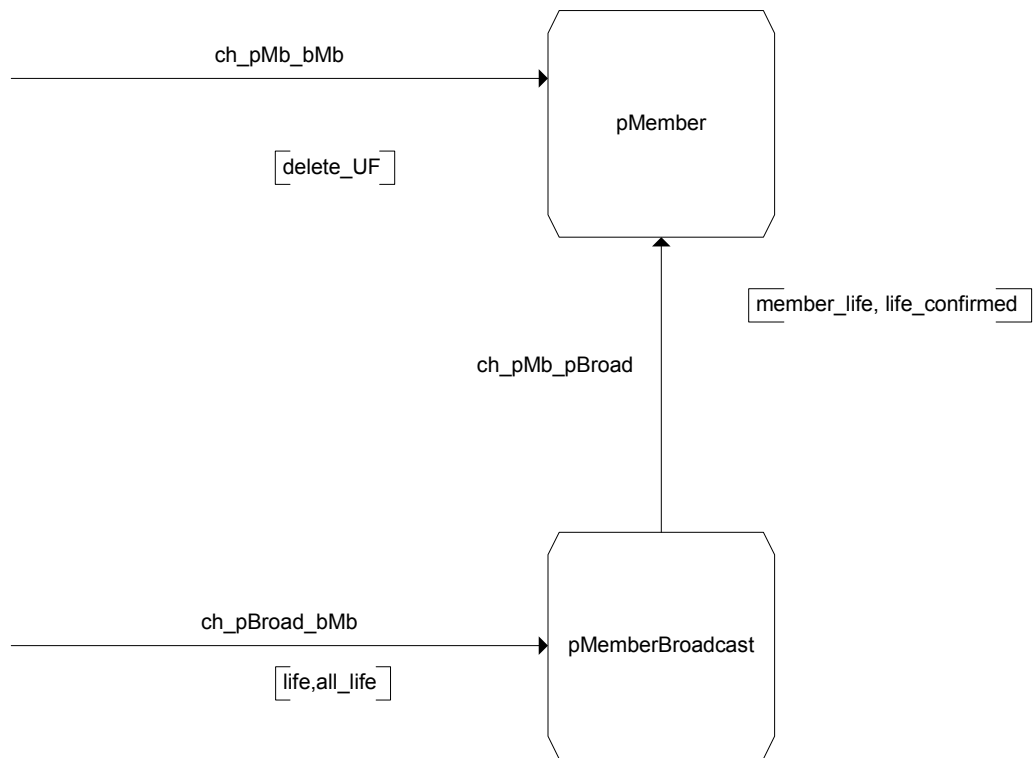 ch_pMb_bMb
pMember
delete_UF
member_life, life_confirmed
ch_pMb_pBroad
ch_pBroad_bMb
pMemberBroadcast
life,all_life